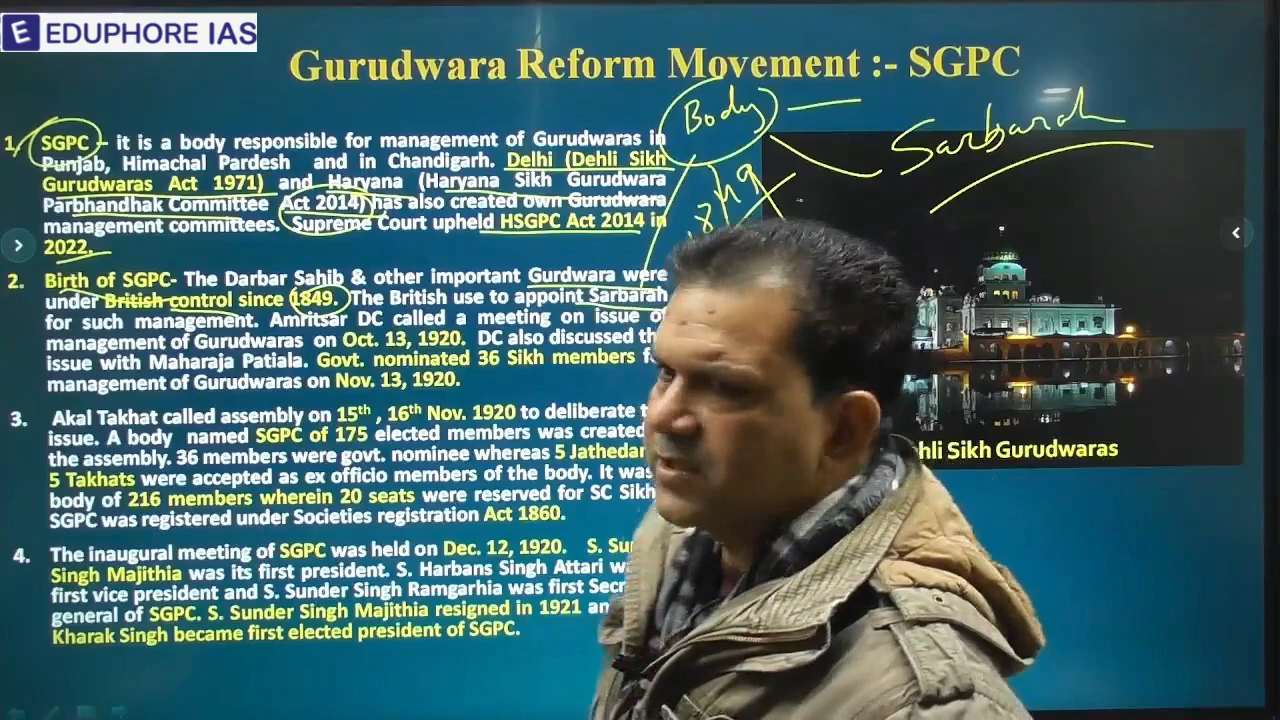 EDUPHORE IAS
Gurudwara Reform Movement :- SGPC
Body
Sarbarah
1849
1. SGPC - it is a body responsible for management of Gurudwaras in
Punjab, Himachal Pardesh and in Chandigarh. Delhi (Dehli Sikh
Gurudwaras Act 1971) and Haryana (Haryana Sikh Gurudwara
Parbhandhak Committee Act 2014) has also created own Gurudwara
management committees. Supreme Court upheld HSGPC Act 2014 in
2022.
2. Birth of SGPC- The Darbar Sahib & other important Gurdwara were
under British control since 1849. The British use to appoint Sarbarah
for such management. Amritsar DC called a meeting on issue of
management of Gurudwaras on Oct. 13, 1920. DC also discussed
issue with Maharaja Patiala. Govt. nominated 36 Sikh members
management of Gurudwaras on Nov. 13, 1920.
3. Akal Takhat called assembly on 15th , 16th Nov. 1920 to deliberate
issue. A body named SGPC of 175 elected members was created
the assembly. 36 members were govt. nominee whereas 5 Jathedar
5 Takhats were accepted as ex officio members of the body. It was
body of 216 members wherein 20 seats were reserved for SC Sikh
SGPC was registered under Societies registration Act 1860.
4. The inaugural meeting of SGPC was held on Dec. 12, 1920. S.
Singh Majithia was its first president. S. Harbans Singh Attari
first vice president and S. Sunder Singh Ramgarhia was first
general of SGPC. S. Sunder Singh Majithia resigned in 1921
Kharak Singh became first elected president of SGPC.
Sikh Gurudwaras